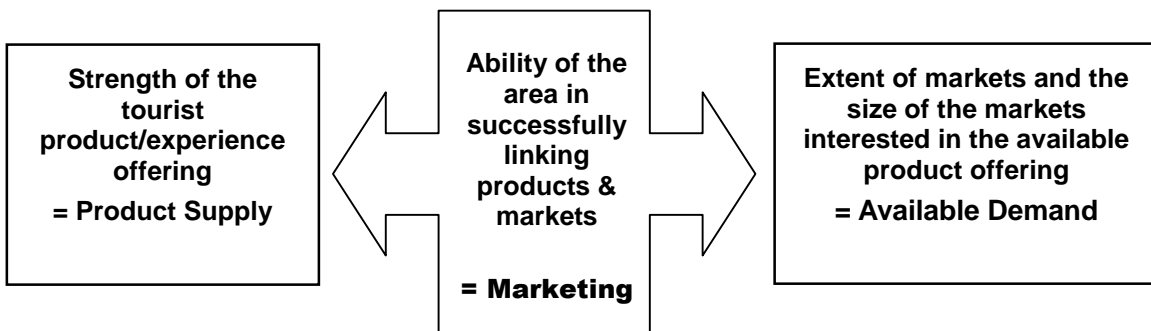 Strength of the
tourist
product/experience
offering
= Product Supply
Ability of the
area in
successfully
linking
products &
markets
= Marketing
Extent of markets and the
size of the markets
interested in the available
product offering
= Available Demand